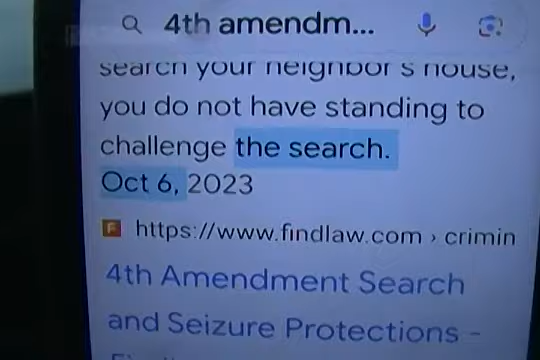 4th amendm...
search your neighbor's house,
you do not have standing to
challenge the search.
Oct 6, 2023
https://www.findlaw.com › crimin
4th Amendment Search
and Seizure Protections -